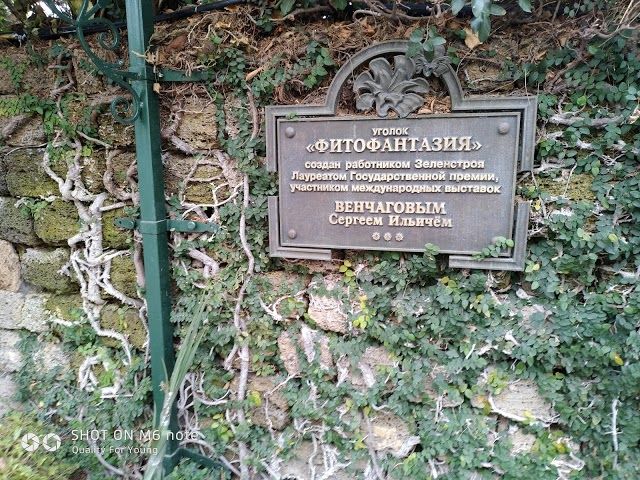 УГОЛОК
«ФИТОФАНТАЗИЯ»
создан работником Зеленстроя
Лауреатом Государственной премии,
участником международных выставок
ВЕНЧАГОВЫМ
Сергеем Ильичём
SHOT ON M6 note
Quality For Young